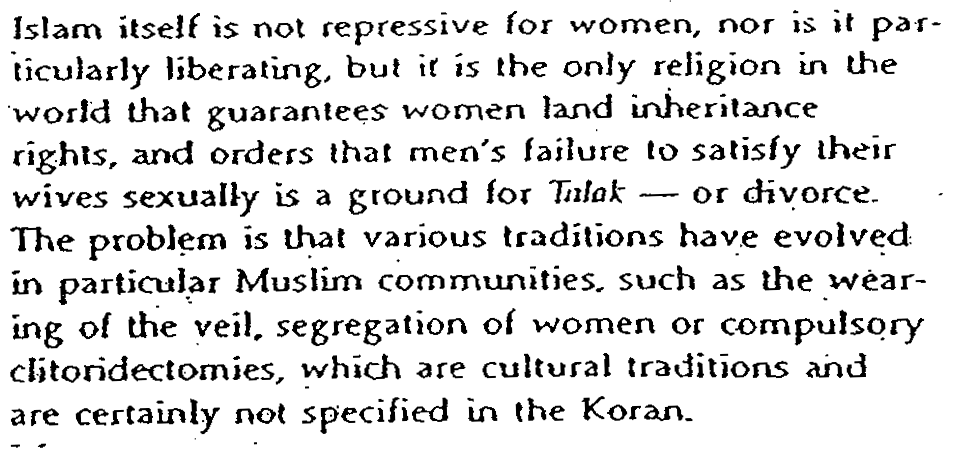 Islam itself is not repressive for women, nor is it par-
ticularly liberating, but it is the only religion in the
world that guarantees women land inheritance
rights, and orders that men's failure to satisfy their
wives sexually is a ground for Talak — or divorce.
The problem is that various traditions have evolved
in particular Muslim communities, such as the wear-
ing of the veil, segregation of women or compulsory
clitoridectomies, which are cultural traditions and
are certainly not specified in the Koran.